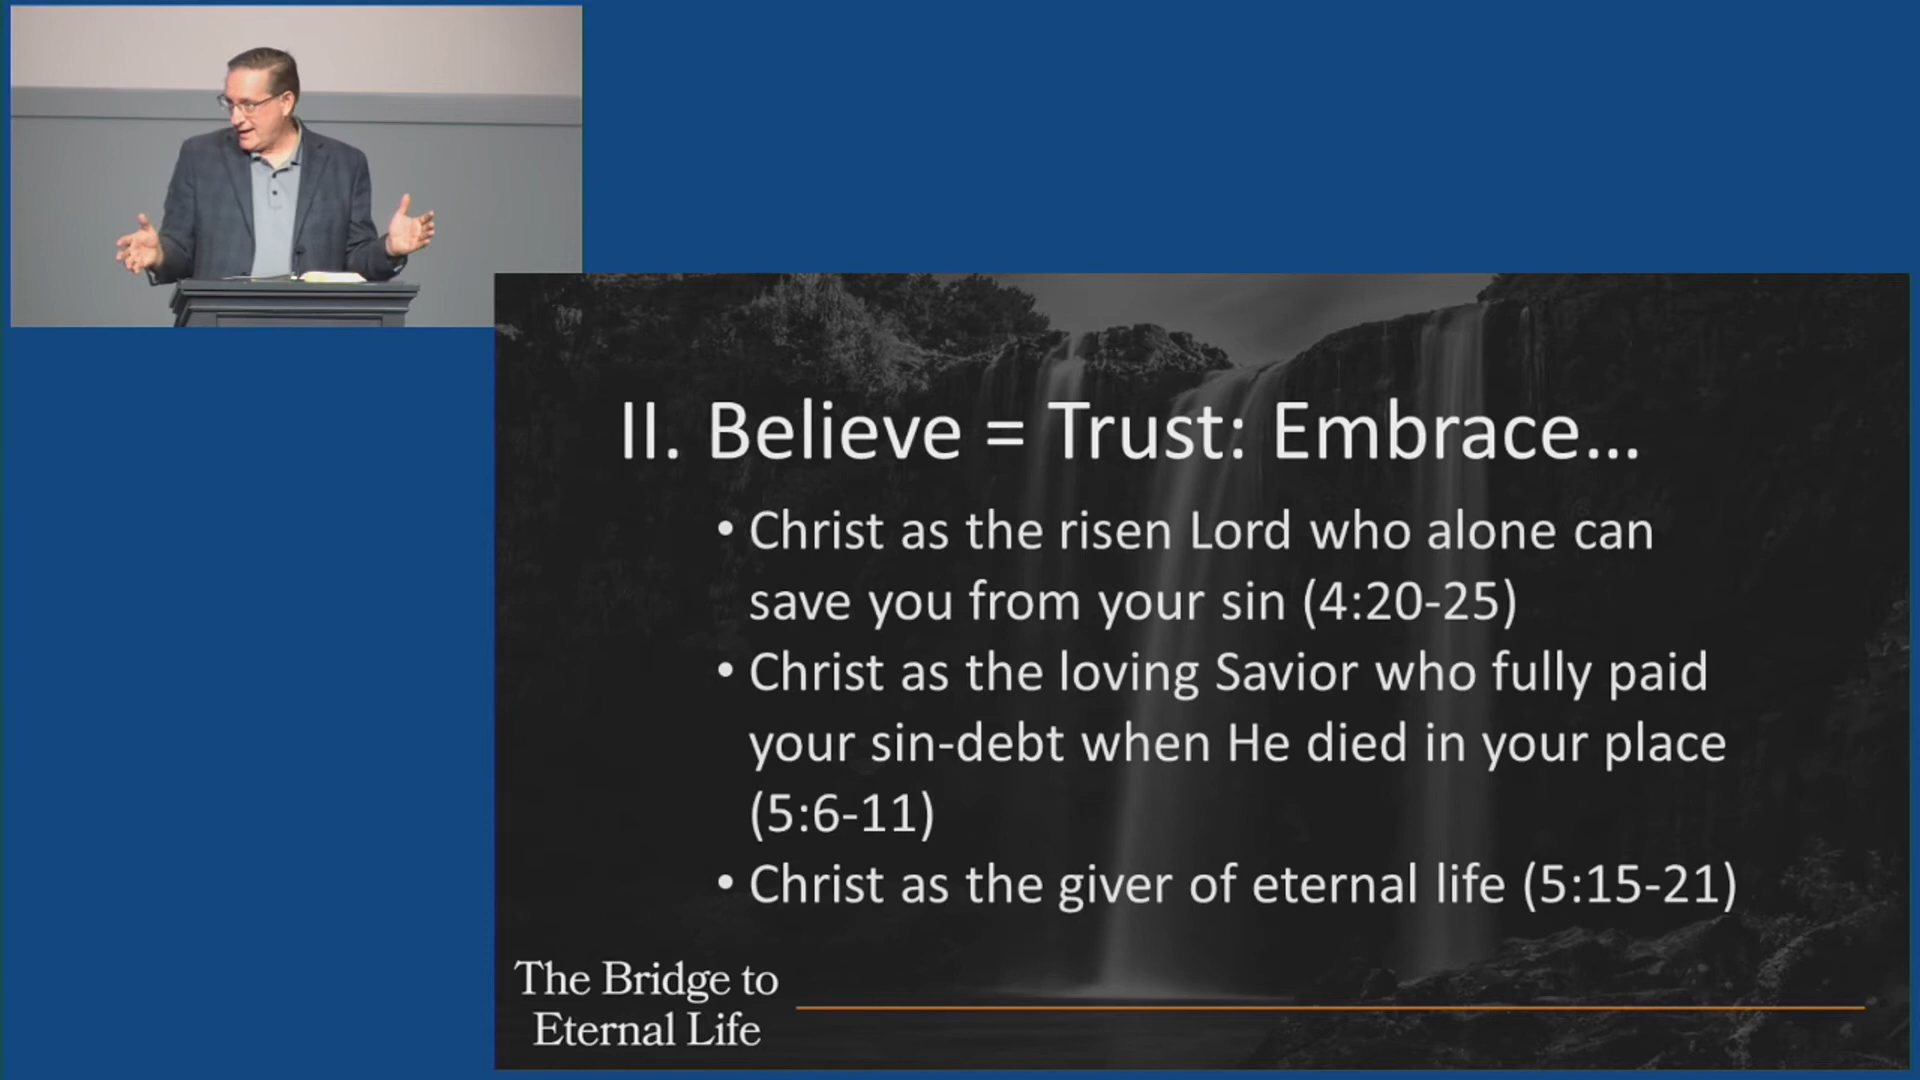 II. Believe = Trust: Embrace...
• Christ as the risen Lord who alone can
save you from your sin (4:20-25)
• Christ as the loving Savior who fully paid
your sin-debt when He died in your place
(5:6-11)
• Christ as the giver of eternal life (5:15-21)
The Bridge to
Eternal Life